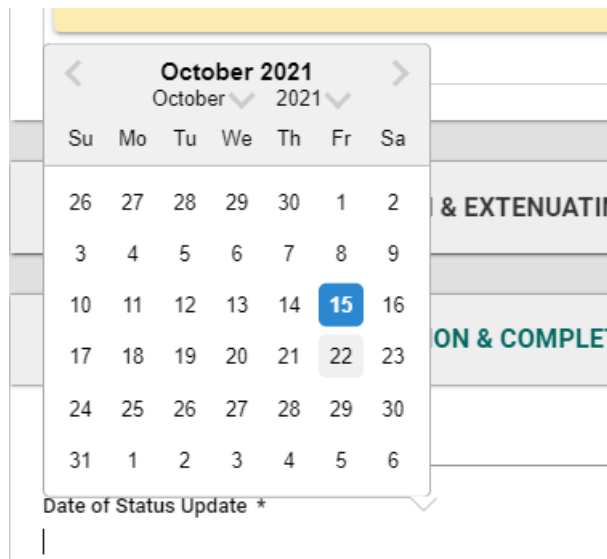 October 2021
October 2021
Su Mo Tu We Th Fr Sa
26 27 28 29 30 1 2
3 4 5 6 7 8 9
10 11 12 13 14 15 16
17 18 19 20 21 22 23
24 25 26 27 28 29 30
31 1 2 3 4 5 6
& EXTENUATIN
ION & COMPLET
Date of Status Update *